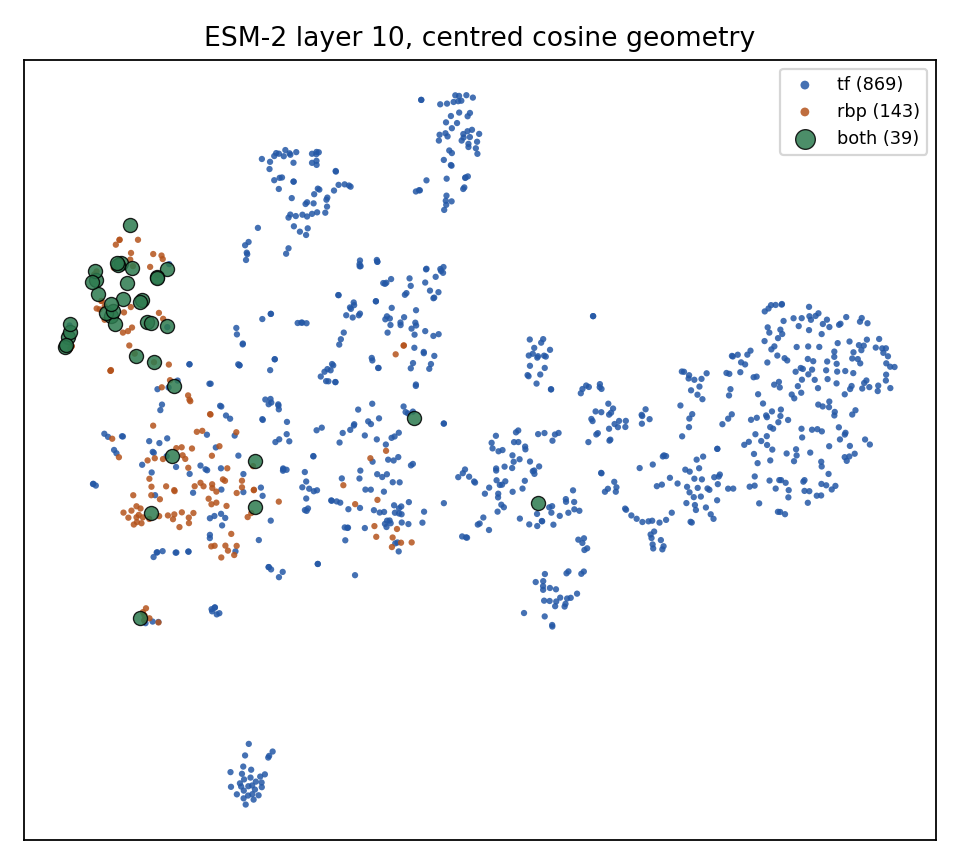 ESM-2 layer 10, centred cosine geometry
tf (869)
rbp (143)
both (39)